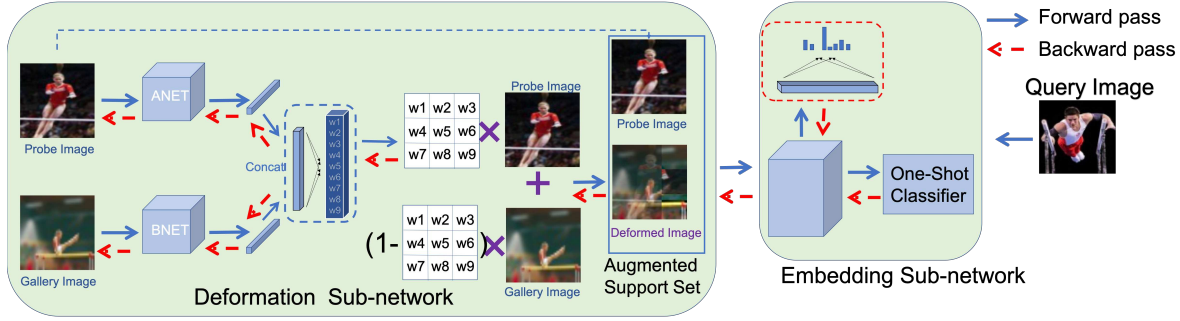 Forward pass
Backward pass
Query Image
Probe Image
ANET
Concat
Gallery Image
BNET
w1
w2
w3
w4
w5
w6
w7
w8
w9
w1 w2 w3
w4 w5 w6
w7 w8 w9
Probe Image
+
(1-
w1 w2 w3
w4 w5 w6
w7 w8 w9
)
Gallery Image
Probe Image
Deformed Image
Augmented
Support Set
Deformation Sub-network
One-Shot
Classifier
Embedding Sub-network